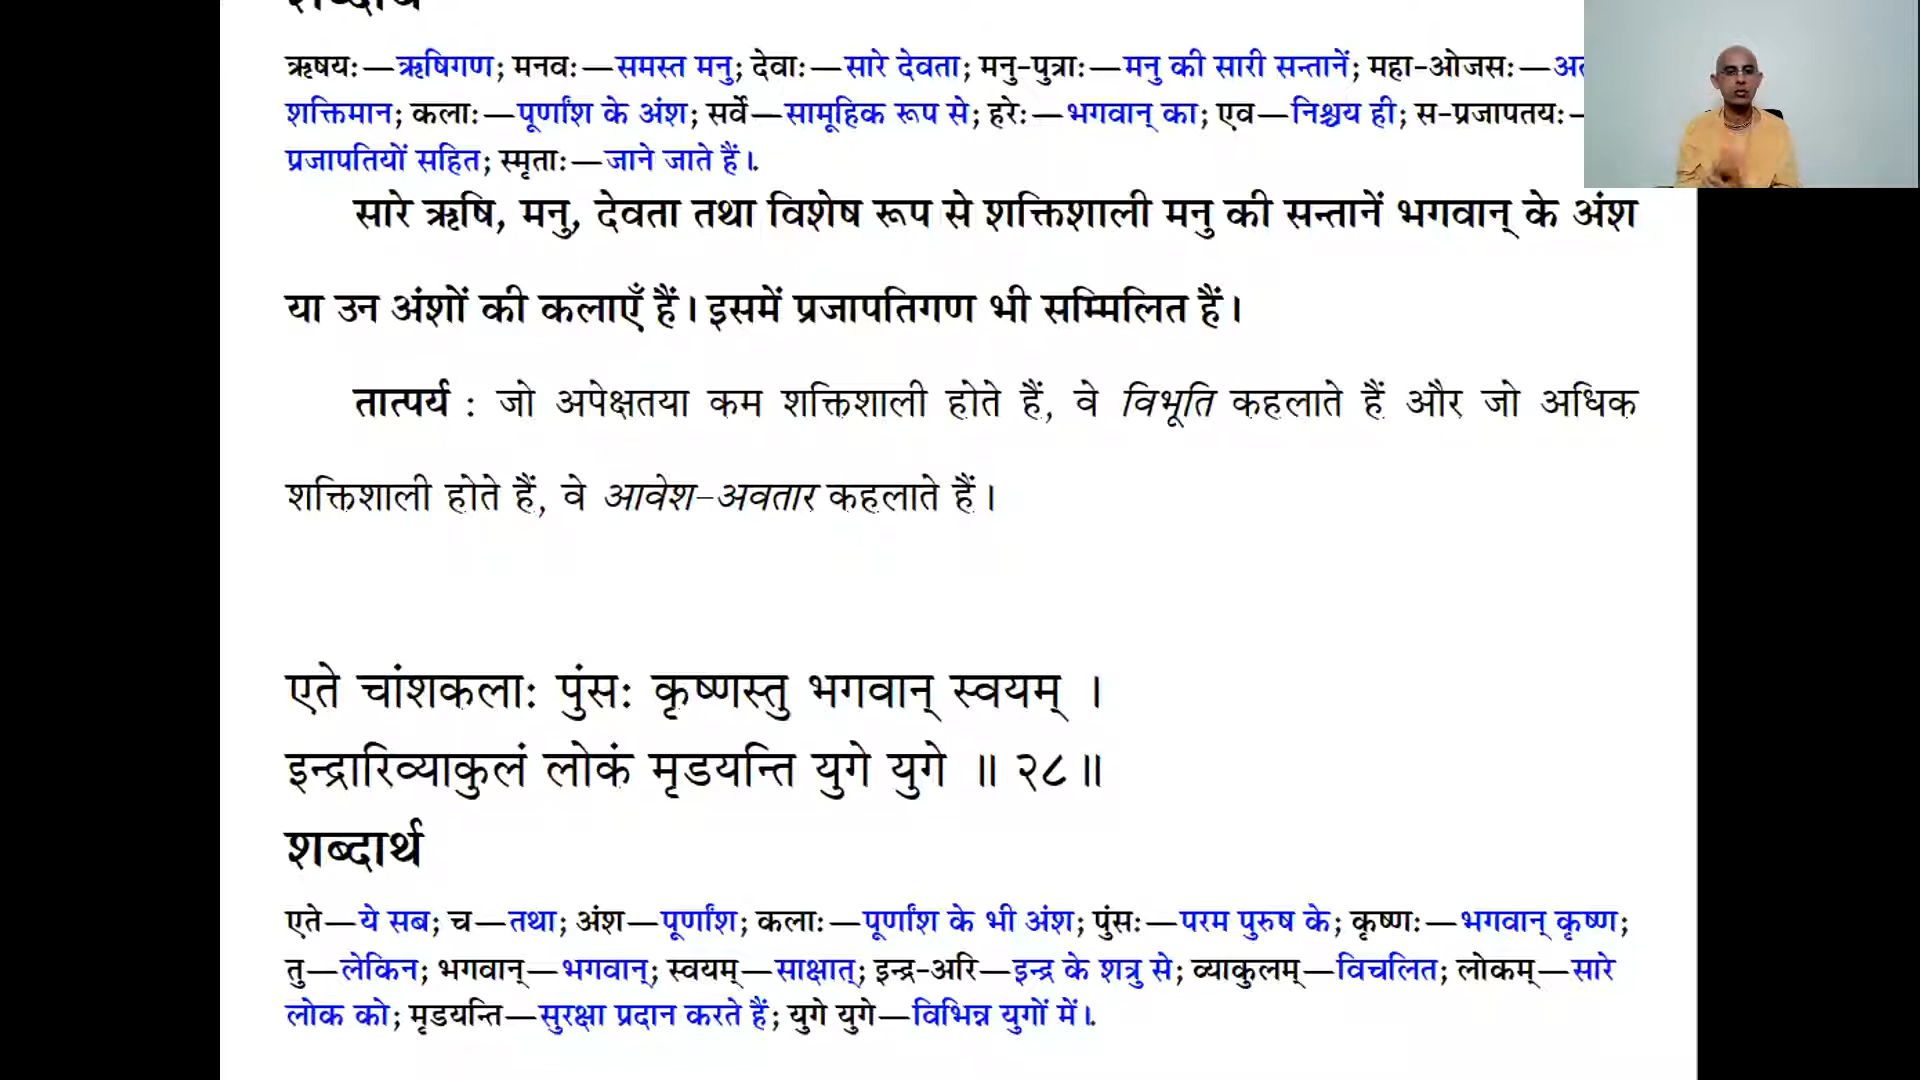 शब्दार्थ
ऋषयः—ऋषिगण; मनवः—समस्त मनु; देवाः—सारे देवता; मनु-पुत्राः—मनु की सारी सन्तानें; महा-ओजसः—
शक्तिमान; कलाः—पूर्णांश के अंश; सर्वे—सामूहिक रूप से; हरेः—भगवान् का; एव—निश्चय ही; स-प्रजापतयः—
प्रजापतियों सहित; स्मृताः—जाने जाते हैं।.
सारे ऋषि, मनु, देवता तथा विशेष रूप से शक्तिशाली मनु की सन्तानें भगवान् के अंश
या उन अंशों की कलाएँ हैं। इसमें प्रजापतिगण भी सम्मिलित हैं।
तात्पर्य : जो अपेक्षतया कम शक्तिशाली होते हैं, वे विभूति कहलाते हैं और जो अधिक
शक्तिशाली होते हैं, वे आवेश-अवतार कहलाते हैं।
एते चांशकलाः पुंसः कृष्णस्तु भगवान् स्वयम् ।
इन्द्रारिव्याकुलं लोकं मृडयन्ति युगे युगे ॥ २८॥
शब्दार्थ
एते—ये सब; च—तथा; अंश—पूर्णांश; कलाः—पूर्णांश के भी अंश; पुंसः—परम पुरुष के; कृष्णः—भगवान् कृष्ण;
तु—लेकिन; भगवान्—भगवान्; स्वयम्—साक्षात्; इन्द्र-अरि—इन्द्र के शत्रु से; व्याकुलम्—विचलित; लोकम्—सारे
लोक को; मृडयन्ति—सुरक्षा प्रदान करते हैं; युगे युगे—विभिन्न युगों में।.